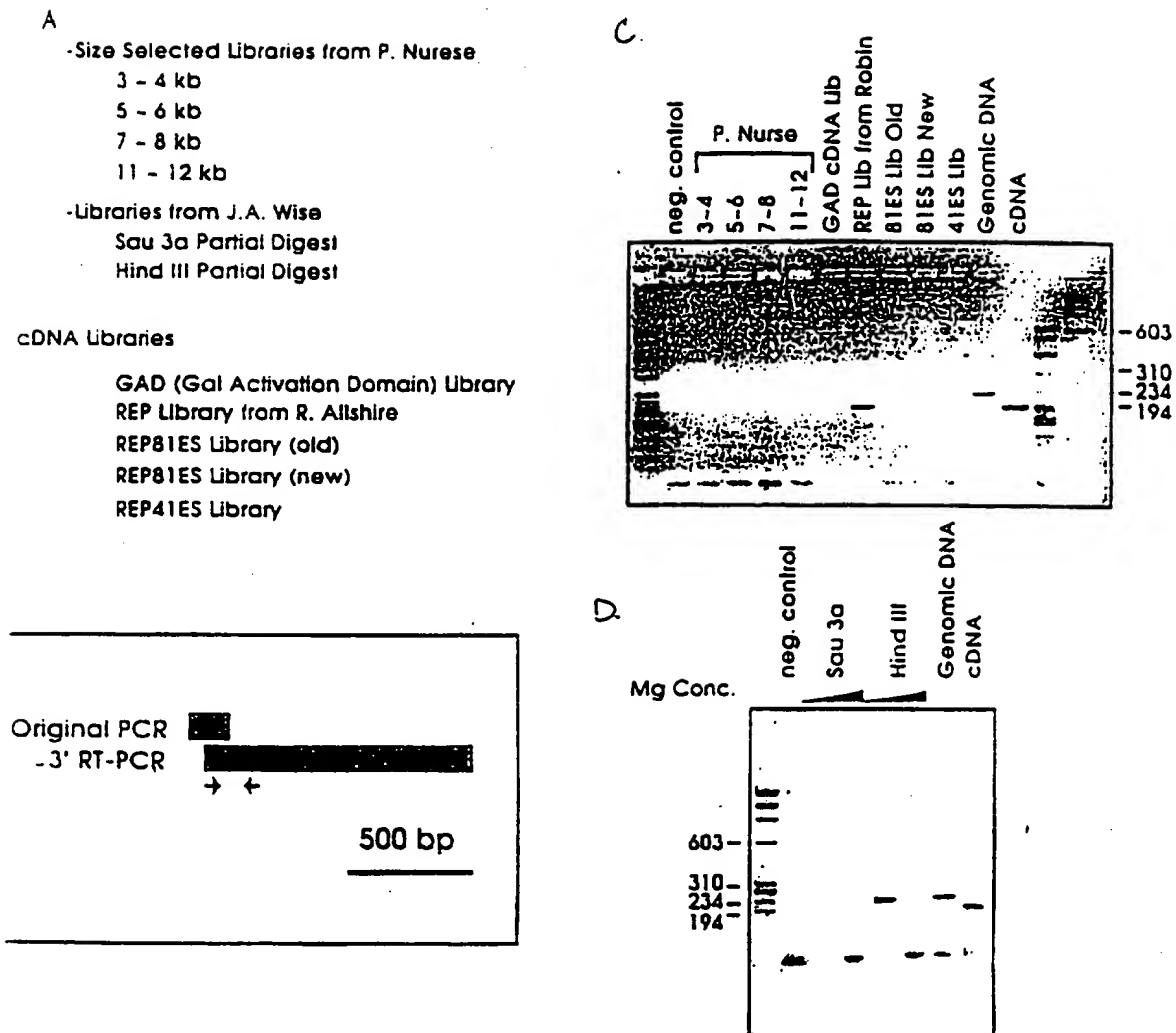 A
-Size Selected Libraries from P. Nurese
3 - 4 kb
5 - 6 kb
7 - 8 kb
11 - 12 kb
-Libraries from J.A. Wise
Sau 3a Partial Digest
Hind III Partial Digest
cDNA Libraries
GAD (Gal Activation Domain) Library
REP Library from R. Allshire
REP81ES Library (old)
REP81ES Library (new)
REP41ES Library
Original PCR
3' RT-PCR
500 bp
C.
neg. control
P. Nurse
3-4
5-6
7-8
11-12
GAD cDNA Lib
REP Lib from Robin
81ES Lib Old
81ES Lib New
41ES Lib
Genomic DNA
cDNA
603
310
234
194
D.
neg. control
Sau 3a
Hind III
Genomic DNA
cDNA
Mg Conc.
603
310
234
194